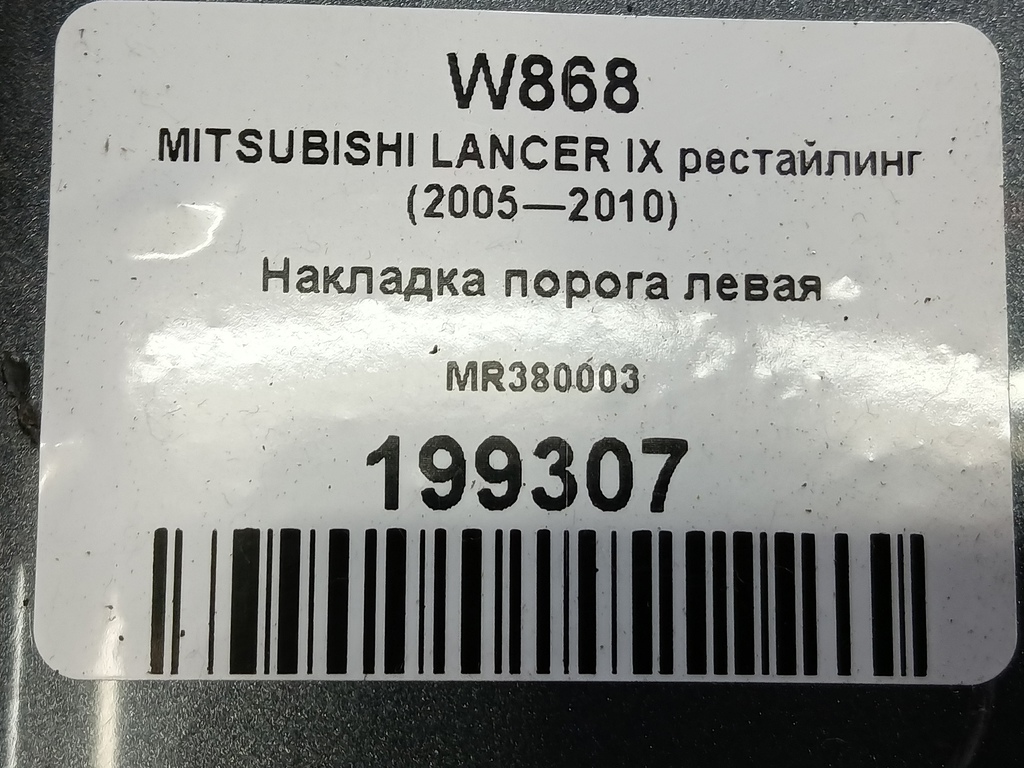 W868
MITSUBISHI LANCER IX рестайлинг
(2005—2010)
Накладка порога левая
MR380003
199307